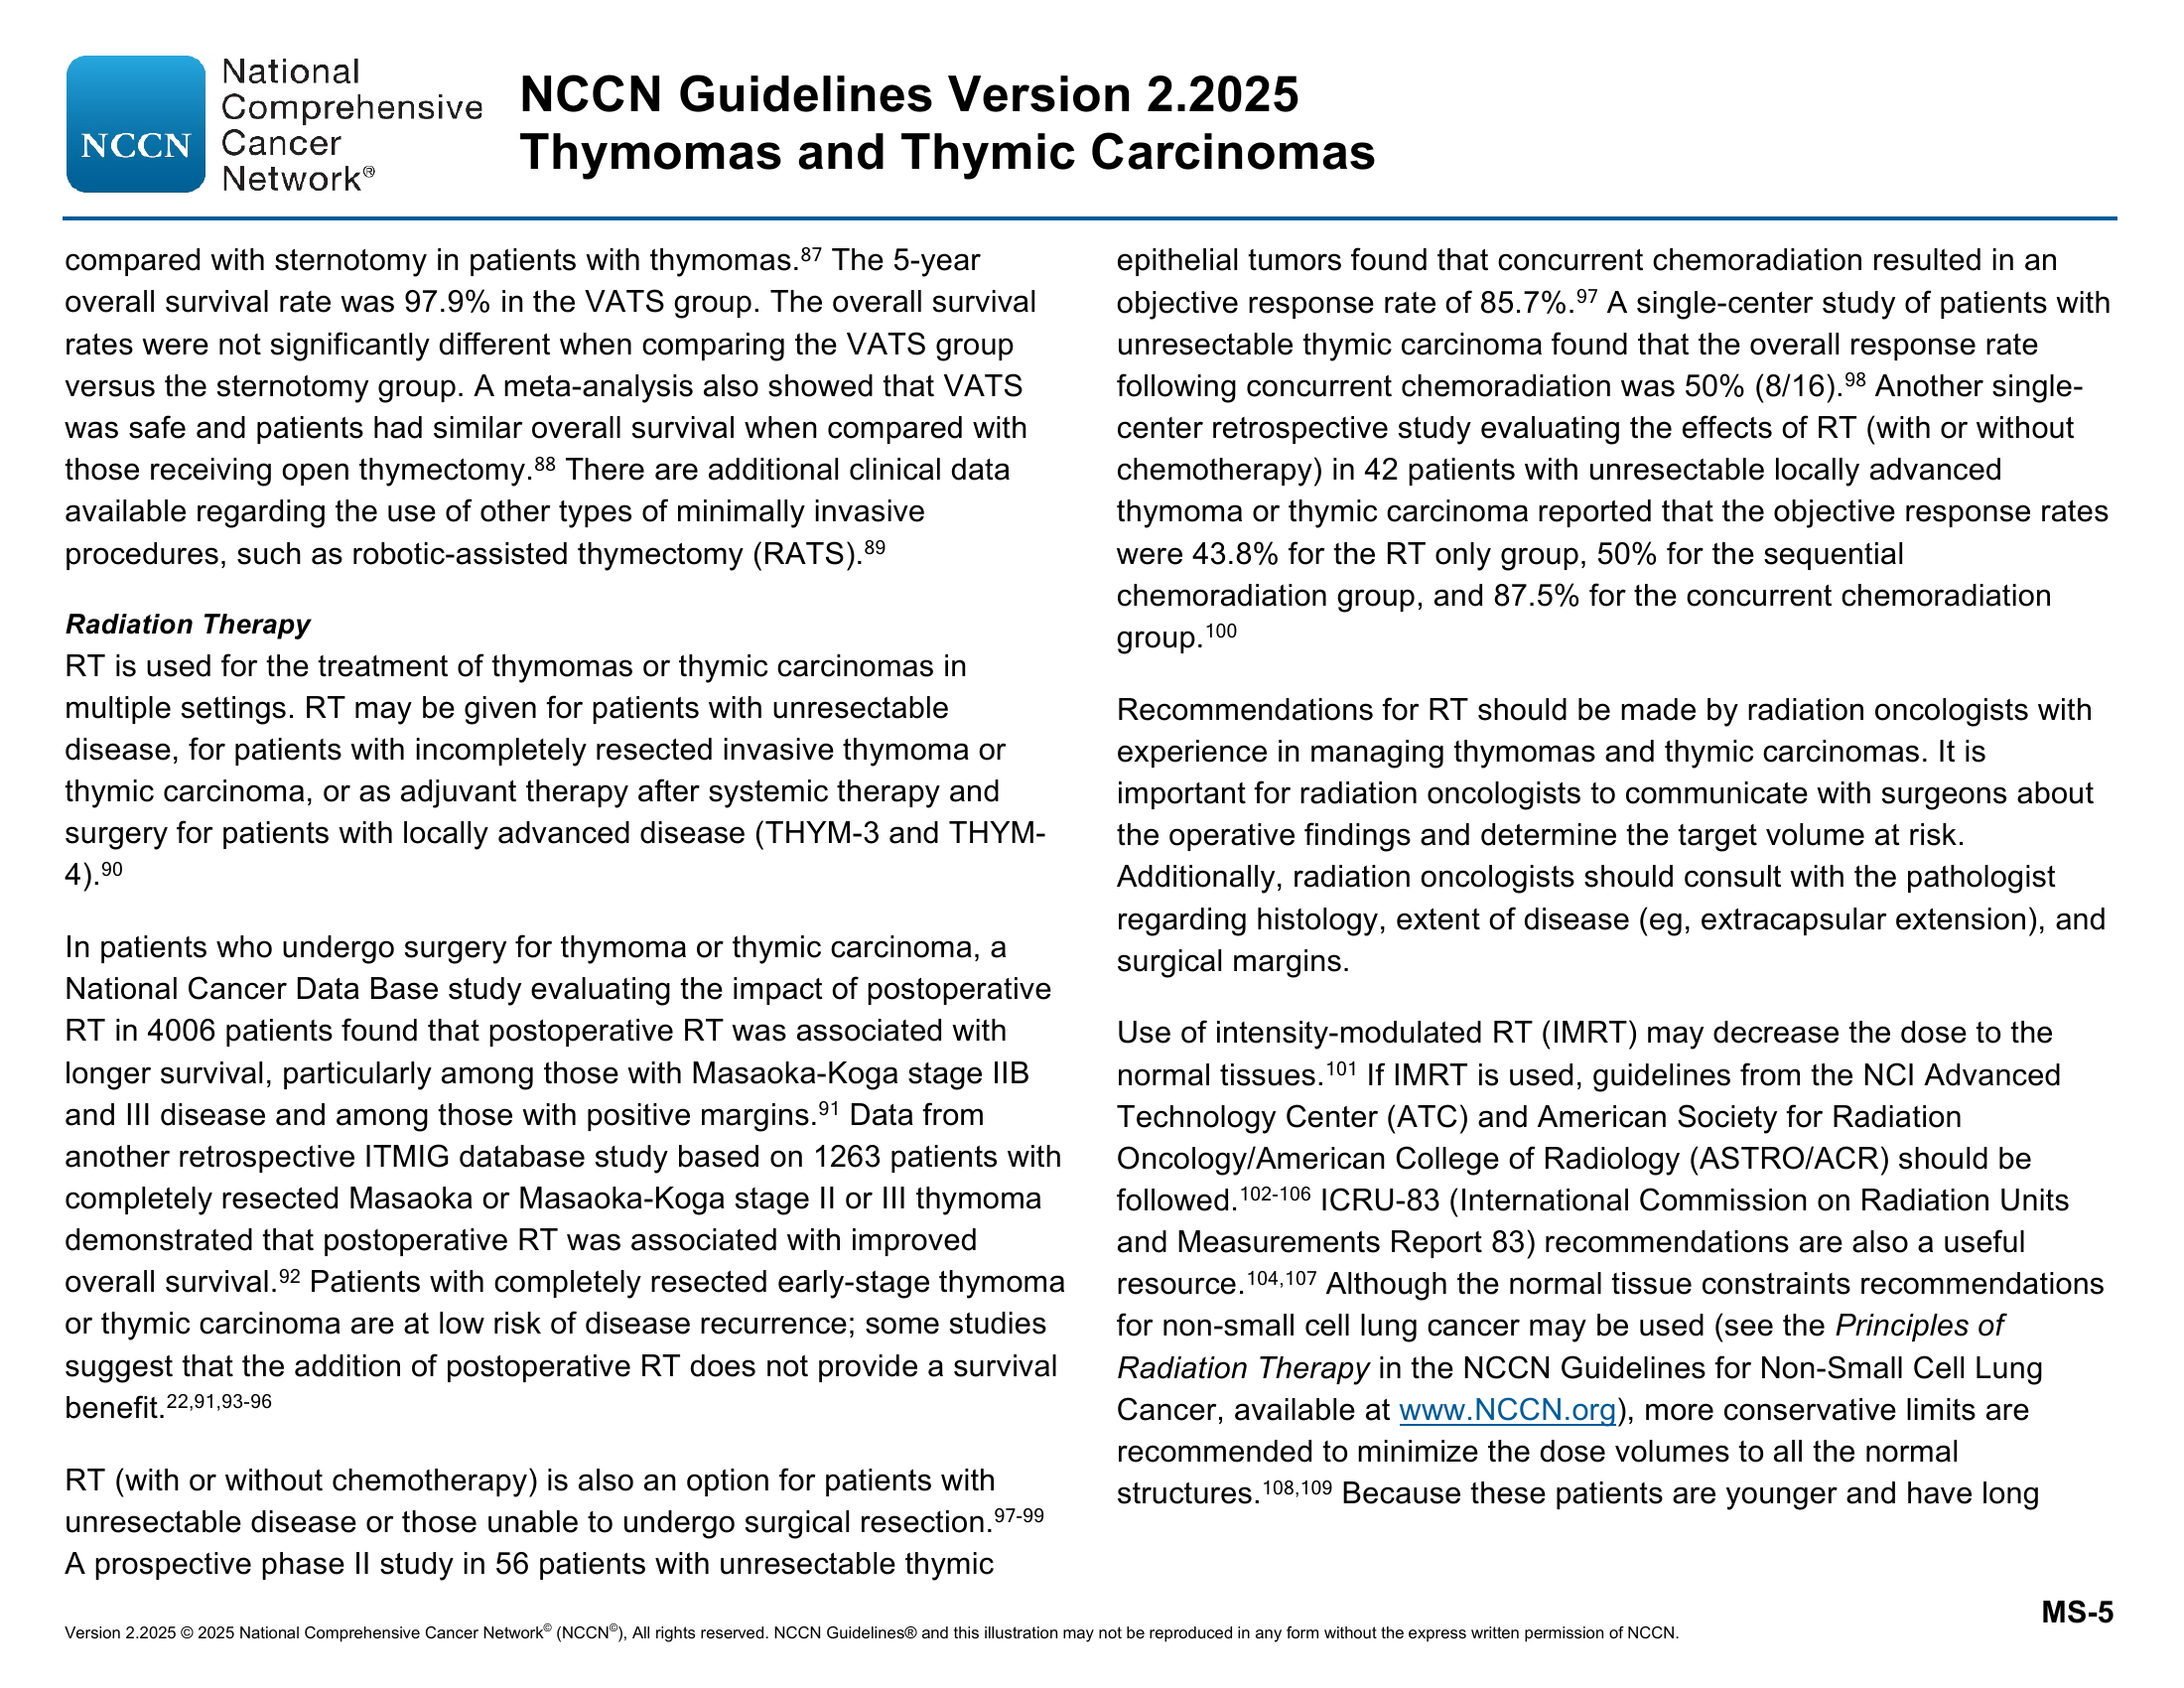 NCCN
National
Comprehensive
Cancer
Network®
NCCN Guidelines Version 2.2025
Thymomas and Thymic Carcinomas
compared with sternotomy in patients with thymomas.87 The 5-year
overall survival rate was 97.9% in the VATS group. The overall survival
rates were not significantly different when comparing the VATS group
versus the sternotomy group. A meta-analysis also showed that VATS
was safe and patients had similar overall survival when compared with
those receiving open thymectomy.88 There are additional clinical data
available regarding the use of other types of minimally invasive
procedures, such as robotic-assisted thymectomy (RATS).89
Radiation Therapy
RT is used for the treatment of thymomas or thymic carcinomas in
multiple settings. RT may be given for patients with unresectable
disease, for patients with incompletely resected invasive thymoma or
thymic carcinoma, or as adjuvant therapy after systemic therapy and
surgery for patients with locally advanced disease (THYM-3 and THYM-
4).90
In patients who undergo surgery for thymoma or thymic carcinoma, a
National Cancer Data Base study evaluating the impact of postoperative
RT in 4006 patients found that postoperative RT was associated with
longer survival, particularly among those with Masaoka-Koga stage IIB
and III disease and among those with positive margins.91 Data from
another retrospective ITMIG database study based on 1263 patients with
completely resected Masaoka or Masaoka-Koga stage II or III thymoma
demonstrated that postoperative RT was associated with improved
overall survival.92 Patients with completely resected early-stage thymoma
or thymic carcinoma are at low risk of disease recurrence; some studies
suggest that the addition of postoperative RT does not provide a survival
benefit.22,91,93-96
RT (with or without chemotherapy) is also an option for patients with
unresectable disease or those unable to undergo surgical resection.97-99
A prospective phase II study in 56 patients with unresectable thymic
epithelial tumors found that concurrent chemoradiation resulted in an
objective response rate of 85.7%.97 A single-center study of patients with
unresectable thymic carcinoma found that the overall response rate
following concurrent chemoradiation was 50% (8/16).98 Another single-
center retrospective study evaluating the effects of RT (with or without
chemotherapy) in 42 patients with unresectable locally advanced
thymoma or thymic carcinoma reported that the objective response rates
were 43.8% for the RT only group, 50% for the sequential
chemoradiation group, and 87.5% for the concurrent chemoradiation
group.100
Recommendations for RT should be made by radiation oncologists with
experience in managing thymomas and thymic carcinomas. It is
important for radiation oncologists to communicate with surgeons about
the operative findings and determine the target volume at risk.
Additionally, radiation oncologists should consult with the pathologist
regarding histology, extent of disease (eg, extracapsular extension), and
surgical margins.
Use of intensity-modulated RT (IMRT) may decrease the dose to the
normal tissues.101 If IMRT is used, guidelines from the NCI Advanced
Technology Center (ATC) and American Society for Radiation
Oncology/American College of Radiology (ASTRO/ACR) should be
followed.102-106 ICRU-83 (International Commission on Radiation Units
and Measurements Report 83) recommendations are also a useful
resource.104,107 Although the normal tissue constraints recommendations
for non-small cell lung cancer may be used (see the Principles of
Radiation Therapy in the NCCN Guidelines for Non-Small Cell Lung
Cancer, available at www.NCCN.org), more conservative limits are
recommended to minimize the dose volumes to all the normal
structures.108,109 Because these patients are younger and have long
MS-5
Version 2.2025 © 2025 National Comprehensive Cancer Network© (NCCN©), All rights reserved. NCCN Guidelines® and this illustration may not be reproduced in any form without the express written permission of NCCN.